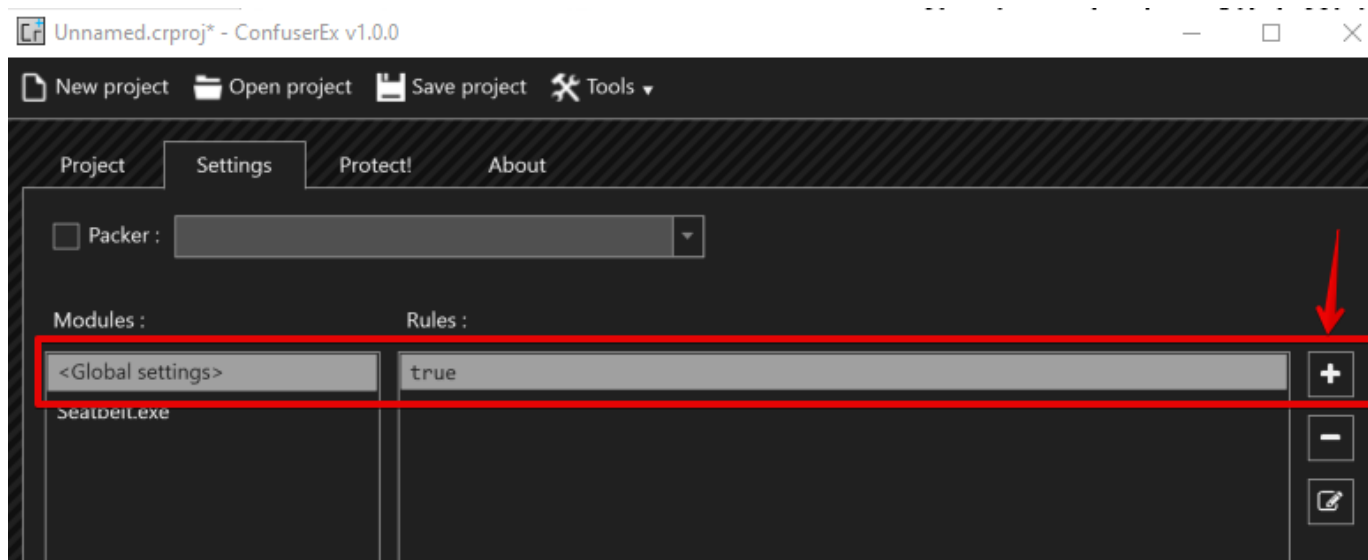 Unnamed.crproj* - ConfuserEx v1.0.0
New project Open project Save project Tools
Project Settings Protect! About
Packer :
Modules : Rules :
<Global settings> true
Seatbelt.exe